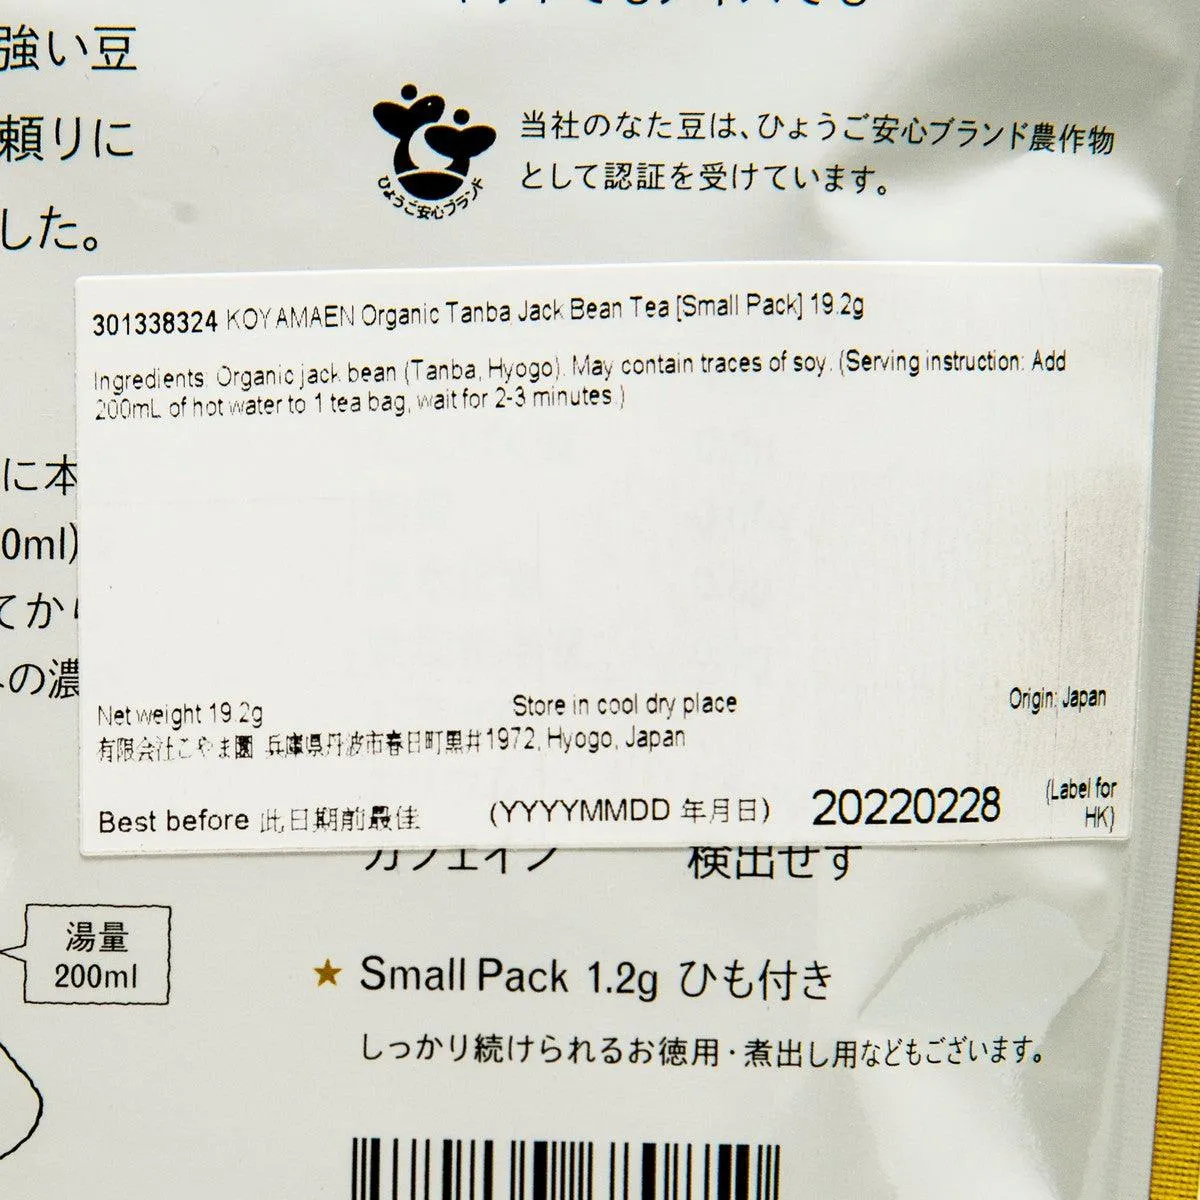 強い豆
頼りに
した。
当社のなた豆は、ひょうご安心ブランド農作物
として認証を受けています。
ひょうご安心ブランド
301338324 KOYAMAEN Organic Tanba Jack Bean Tea [Small Pack] 19.2g
Ingredients: Organic jack bean (Tanba, Hyogo). May contain traces of soy. (Serving instruction: Add
200mL of hot water to 1 tea bag, wait for 2-3 minutes.)
に本
0ml)
てから
の濃
Net weight 19.2g Store in cool dry place Origin: Japan
有限会社こやま園 兵庫県丹波市春日町黒井1972, Hyogo, Japan
Best before 此日期前最佳 (YYYYMMDD 年月日) 20220228 (Label for
HK)
カフェイン 検出せず
湯量
200ml
★ Small Pack 1.2g ひも付き
しっかり続けられるお徳用・煮出し用などもございます。